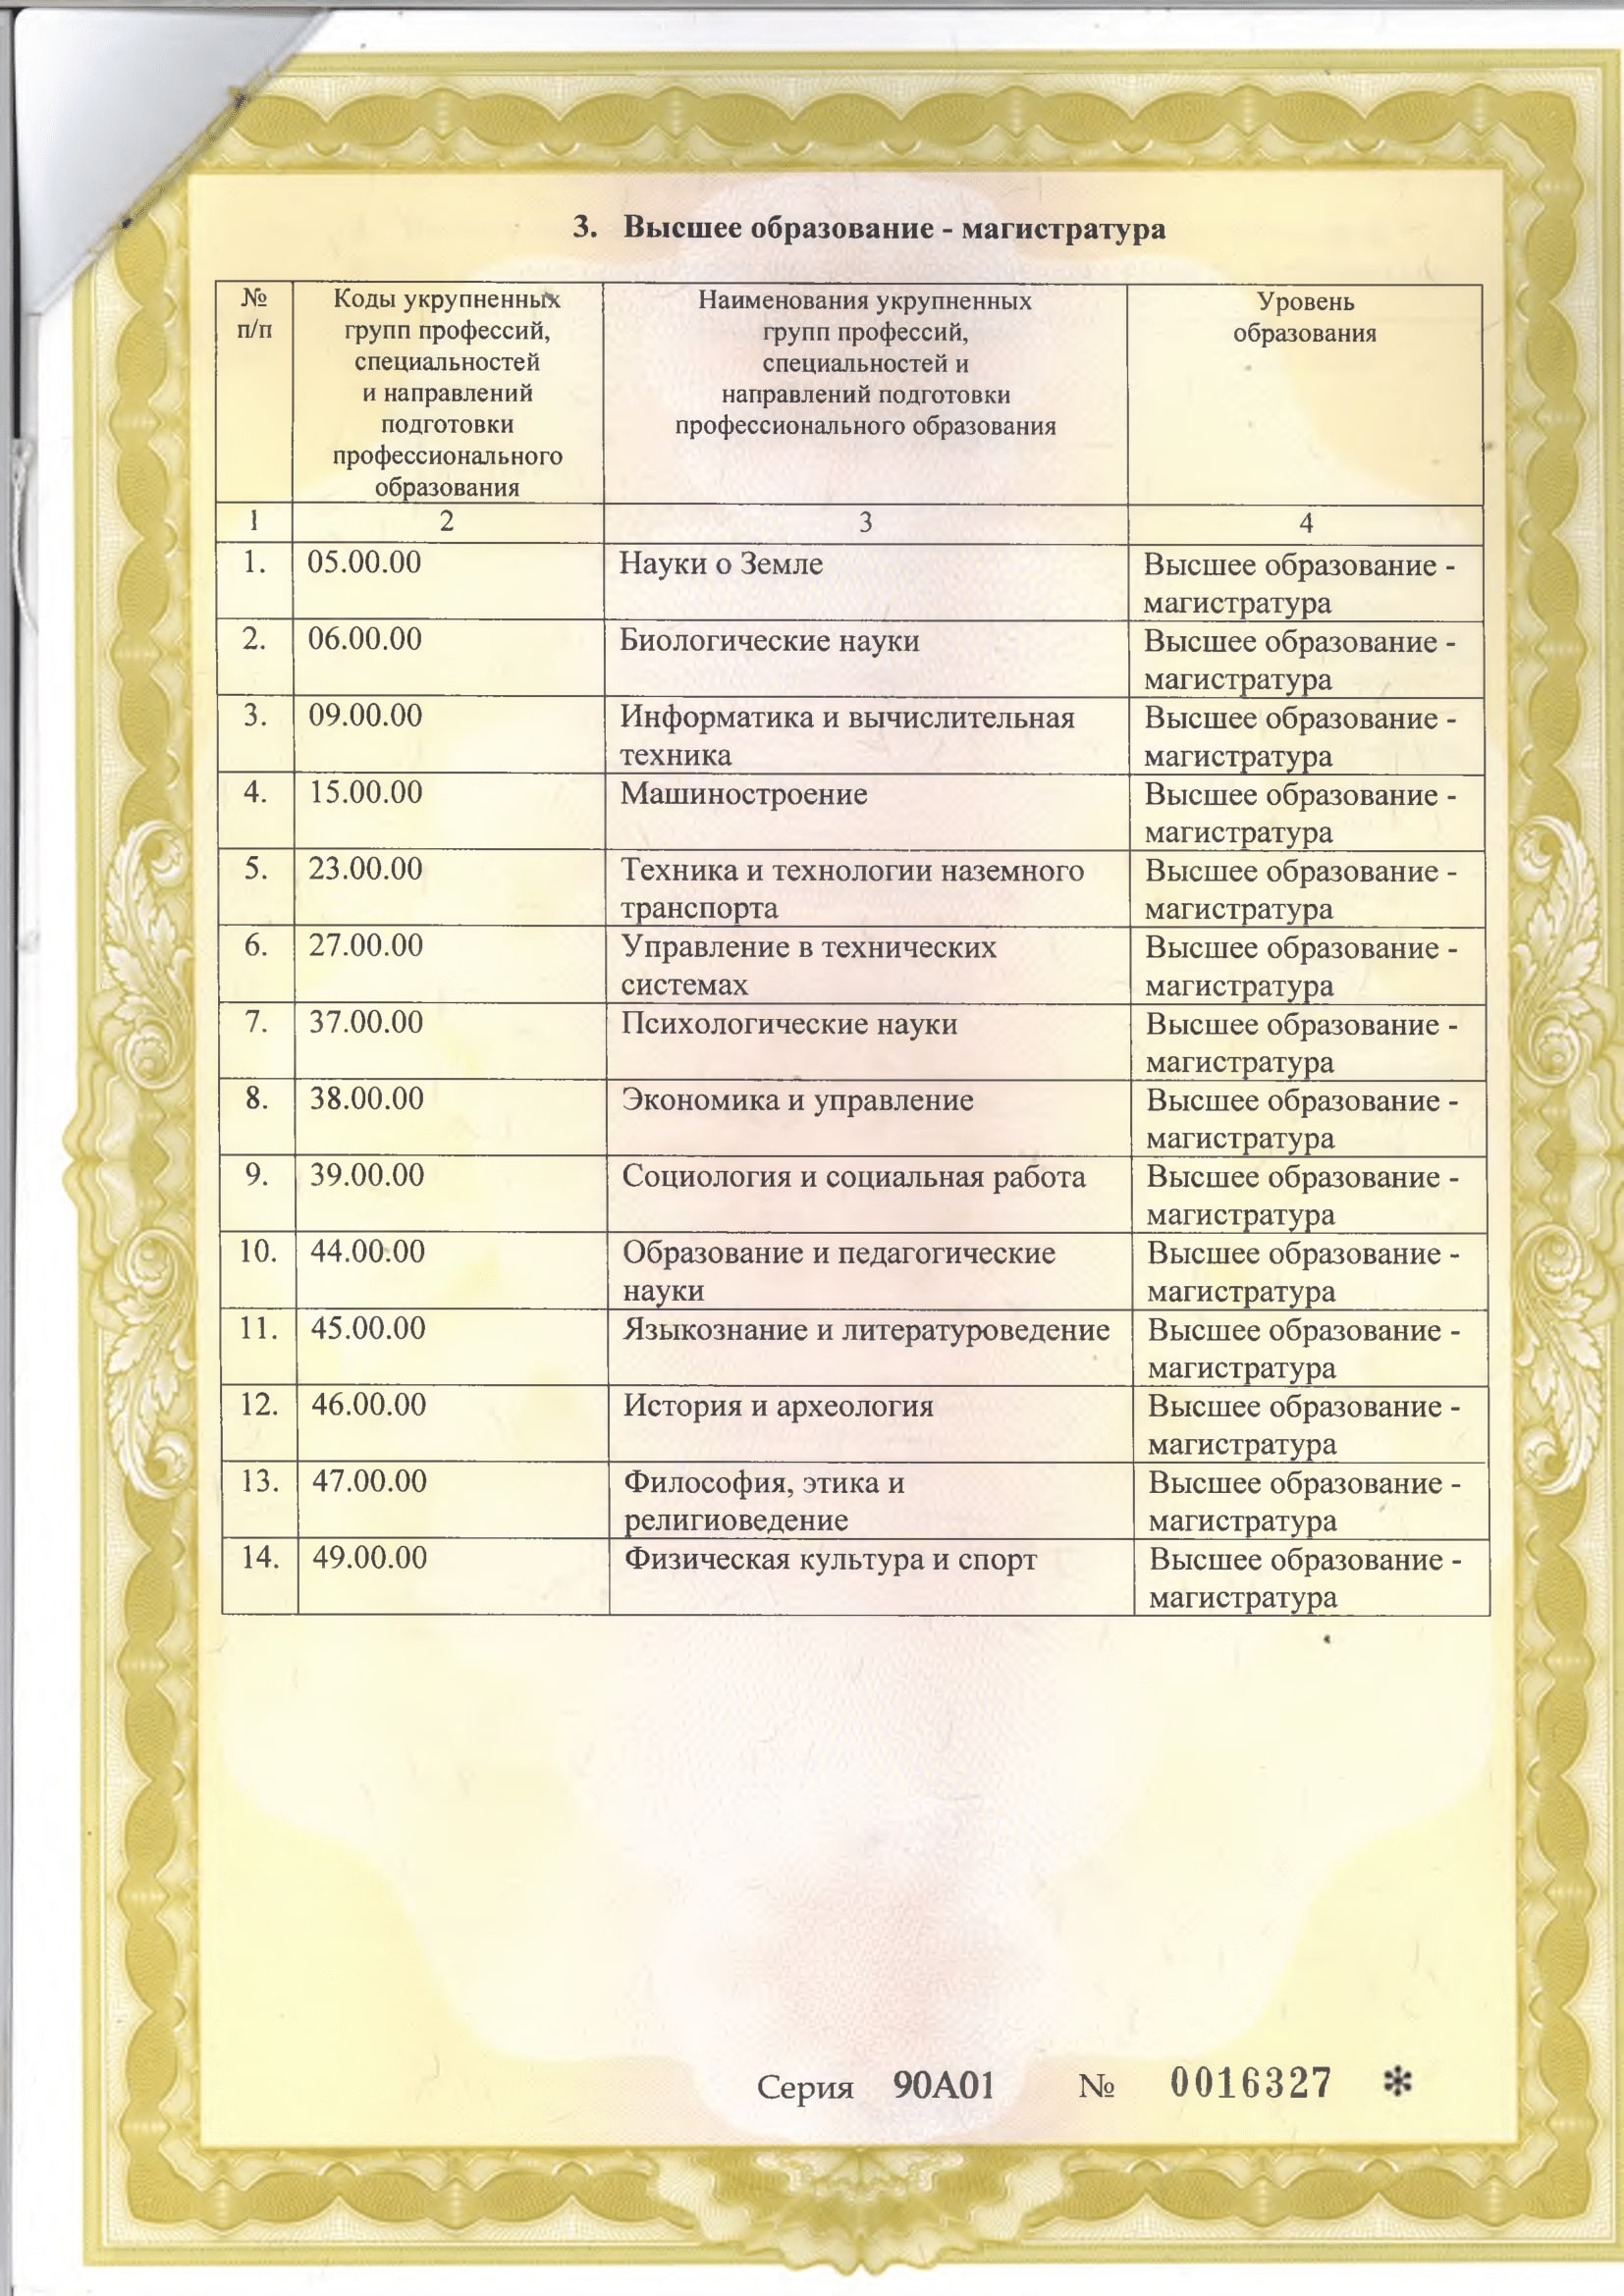 3. Высшее образование - магистратура
№
п/п
Коды укрупненных
групп профессий,
специальностей
и направлений
подготовки
профессионального
образования
Наименования укрупненных
групп профессий,
специальностей и
направлений подготовки
профессионального образования
Уровень
образования
1 2 3 4
1. 05.00.00 Науки о Земле Высшее образование -
магистратура
2. 06.00.00 Биологические науки Высшее образование -
магистратура
3. 09.00.00 Информатика и вычислительная Высшее образование -
техника магистратура
4. 15.00.00 Машиностроение Высшее образование -
магистратура
5. 23.00.00 Техника и технологии наземного Высшее образование -
транспорта магистратура
6. 27.00.00 Управление в технических Высшее образование -
системах магистратура
7. 37.00.00 Психологические науки Высшее образование -
магистратура
8. 38.00.00 Экономика и управление Высшее образование -
магистратура
9. 39.00.00 Социология и социальная работа Высшее образование -
магистратура
10. 44.00.00 Образование и педагогические Высшее образование -
науки магистратура
11. 45.00.00 Языкознание и литературоведение Высшее образование -
магистратура
12. 46.00.00 История и археология Высшее образование -
магистратура
13. 47.00.00 Философия, этика и Высшее образование -
религиоведение магистратура
14. 49.00.00 Физическая культура и спорт Высшее образование -
магистратура
Серия 90А01 № 0016327 *